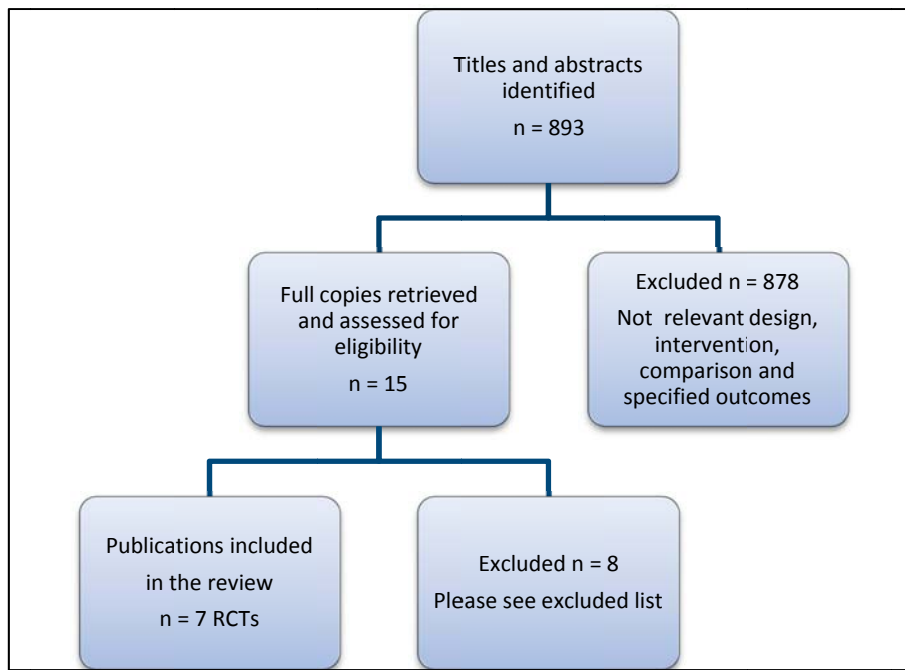 Titles and abstracts
identified
n = 893
Full copies retrieved
and assessed for
eligibility
n = 15
Excluded n = 878
Not relevant design,
intervention,
comparison and
specified outcomes
Publications included
in the review
n = 7 RCTs
Excluded n = 8
Please see excluded list